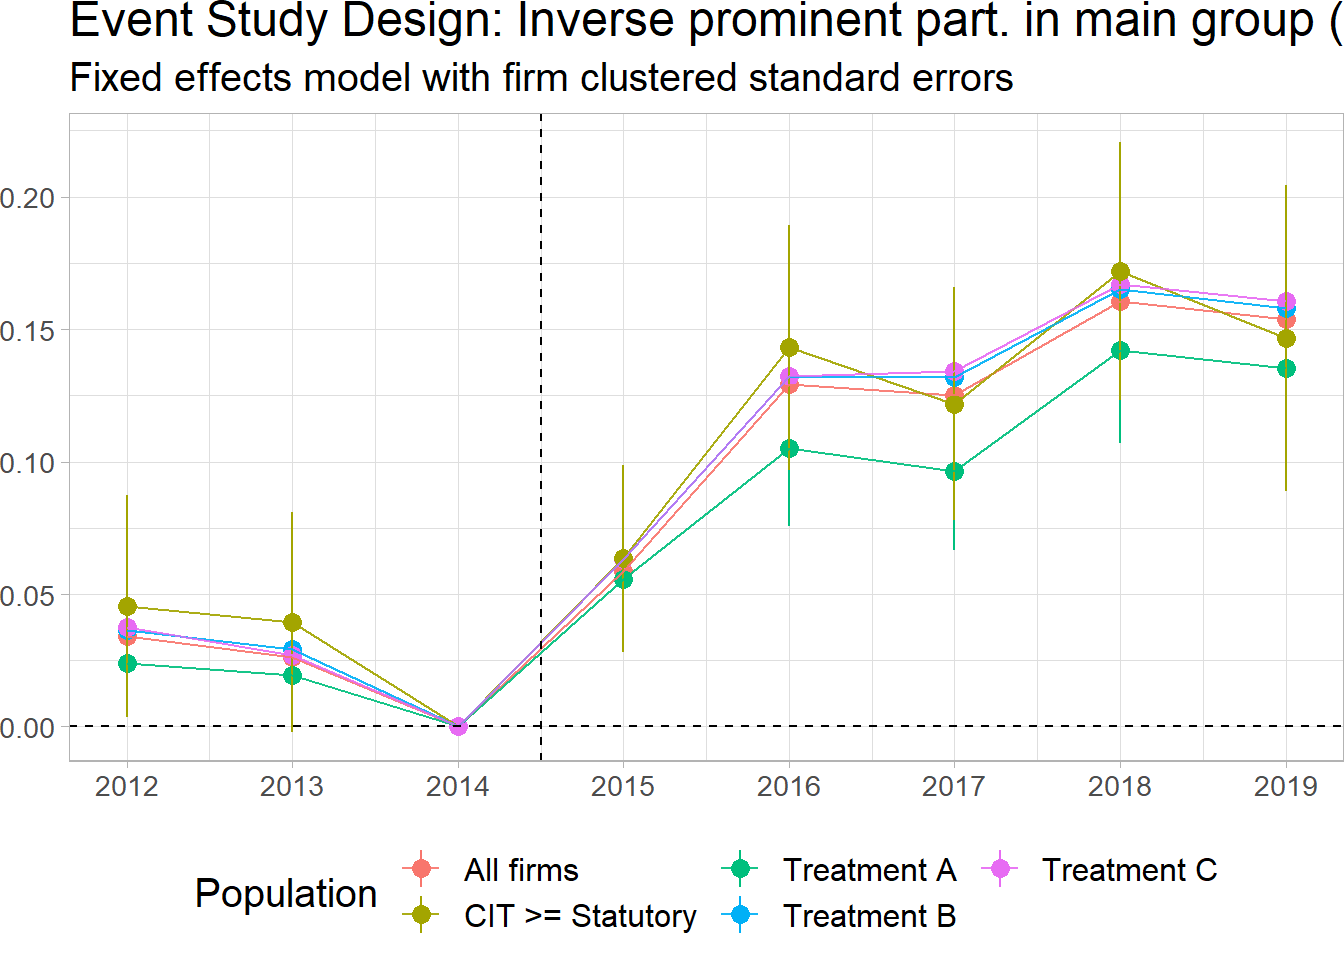 Event Study Design: Inverse prominent part. in main group (
Fixed effects model with firm clustered standard errors
0.20
0.15
0.10
0.05
0.00
2012 2013 2014 2015 2016 2017 2018 2019
Population
All firms Treatment A Treatment C
CIT >= Statutory Treatment B